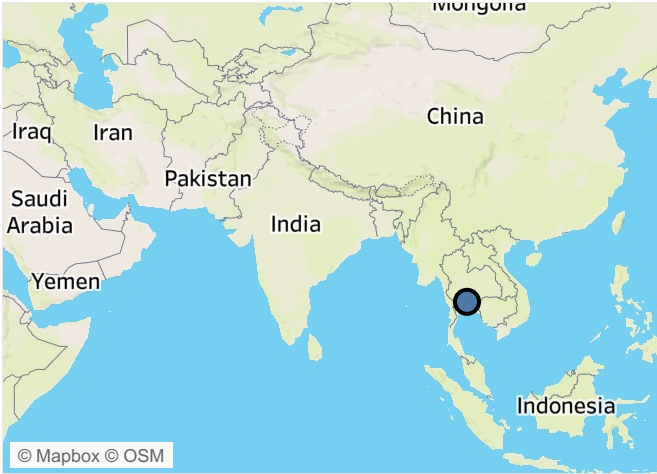 Mongolia
China
Iraq
Iran
Pakistan
Saudi
Arabia
India
Yemen
Indonesia
© Mapbox © OSM